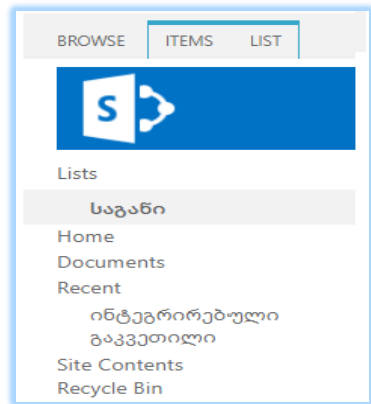 BROWSE ITEMS LIST
S
Lists
საგანი
Home
Documents
Recent
ინტეგრირებული
გაკვეთილი
Site Contents
Recycle Bin